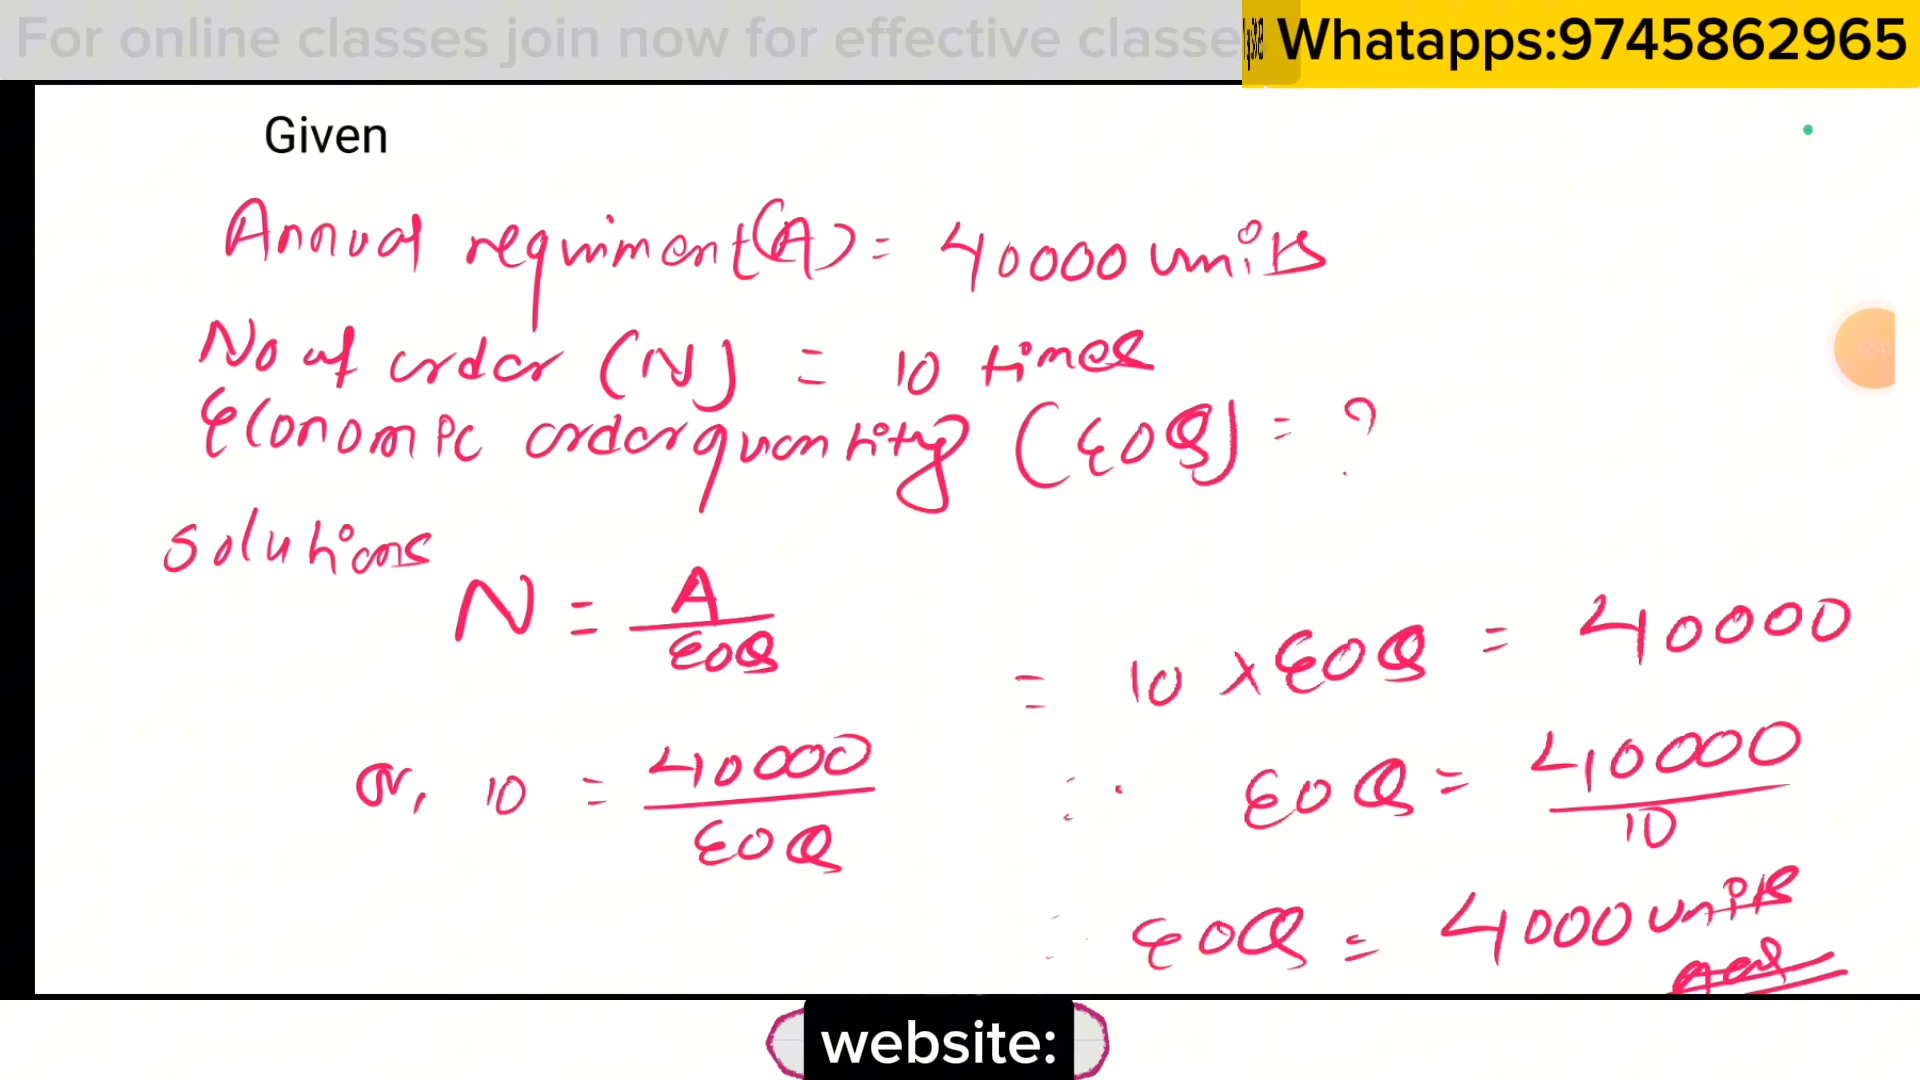 For online classes join now for effective classe
Whatapps:9745862965
Given
Annual requirment(A) = 40000 units
No of order (N) = 10 times
Economic order quantity (EOQ) = ?
Solutions
N = A / EOQ
or, 10 = 40000 / EOQ
= 10 × EOQ = 40000
∴ EOQ = 40000 / 10
∴ EOQ = 4000 units
website: